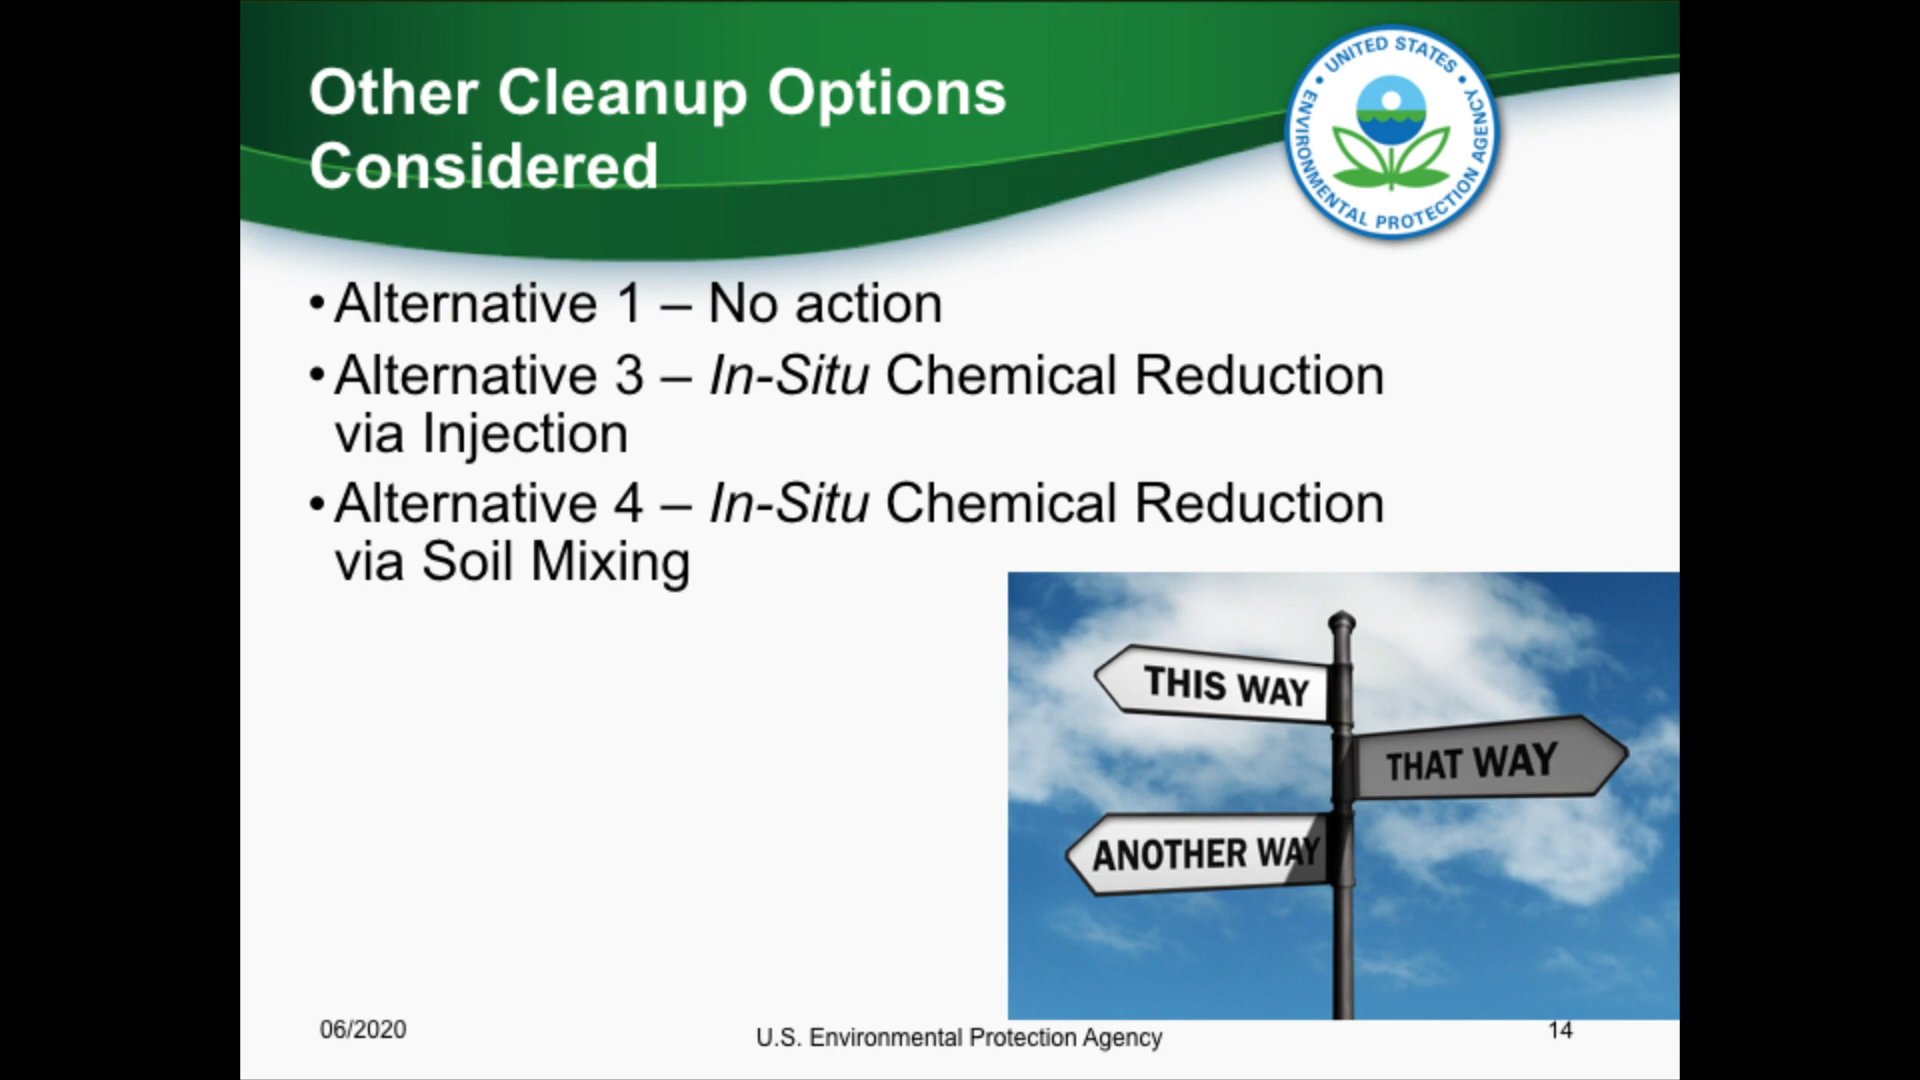 Other Cleanup Options
Considered
UNITED STATES
ENVIRONMENTAL PROTECTION AGENCY
•Alternative 1 – No action
•Alternative 3 – In-Situ Chemical Reduction
via Injection
•Alternative 4 – In-Situ Chemical Reduction
via Soil Mixing
THIS WAY
THAT WAY
ANOTHER WAY
06/2020
U.S. Environmental Protection Agency
14